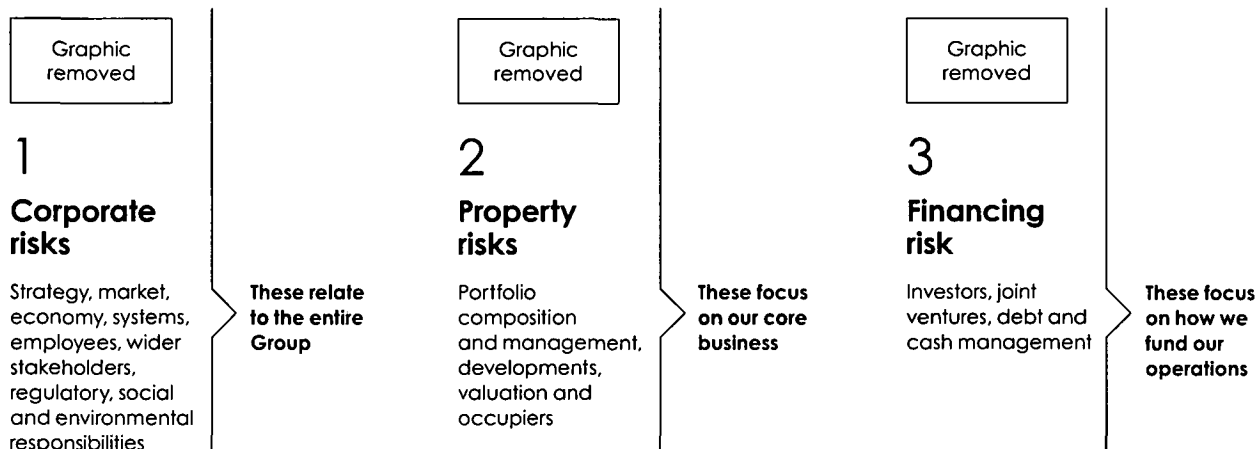 Graphic
removed
1
Corporate
risks
Strategy, market,
economy, systems,
employees, wider
stakeholders,
regulatory, social
and environmental
responsibilities
These relate
to the entire
Group
Graphic
removed
2
Property
risks
Portfolio
composition
and management,
developments,
valuation and
occupiers
These focus
on our core
business
Graphic
removed
3
Financing
risk
Investors, joint
ventures, debt and
cash management
These focus
on how we
fund our
operations